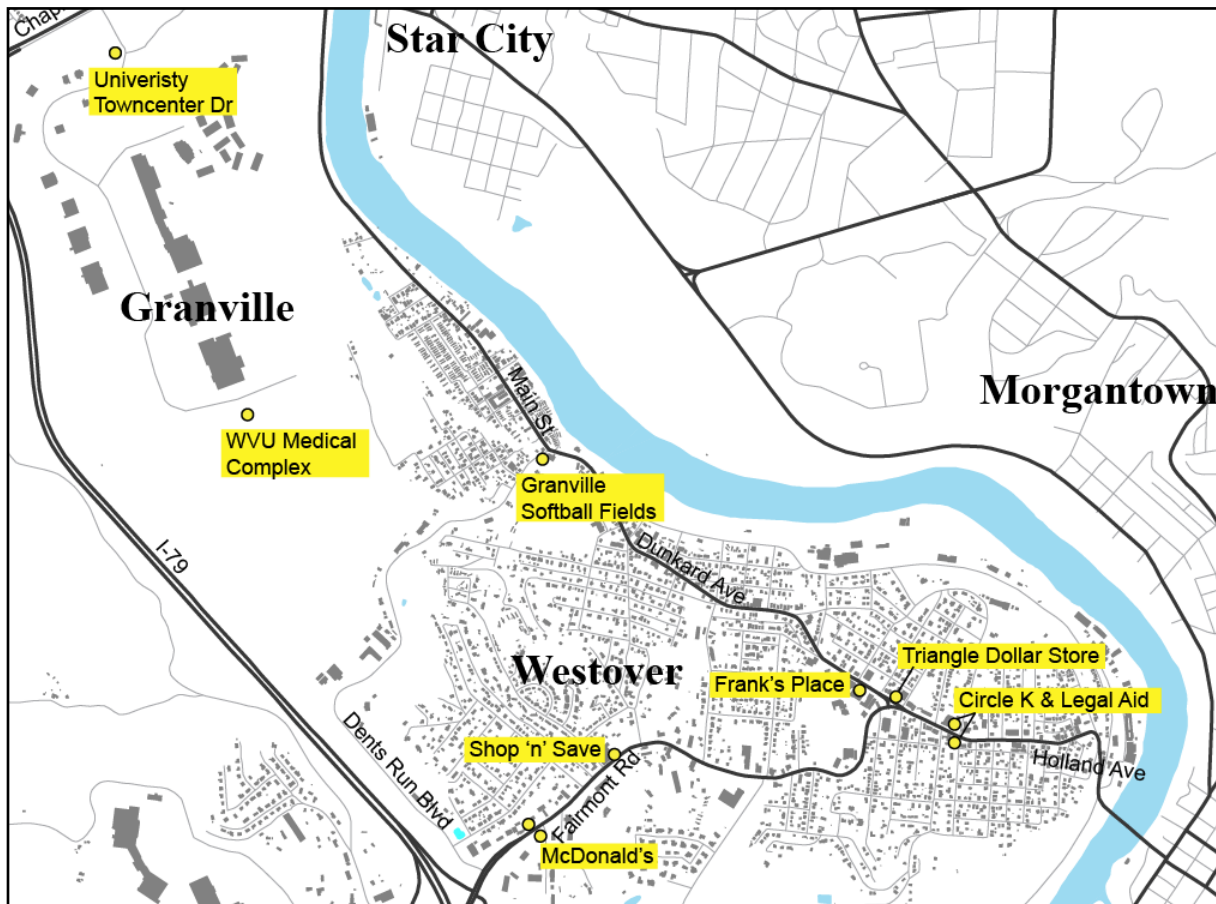 Chap
Star City
Univeristy
Towncenter Dr
Granville
Main St
Morgantown
WVU Medical
Complex
Granville
Softball Fields
I-79
Dunkard Ave
Westover
Triangle Dollar Store
Frank's Place
Circle K & Legal Aid
Dents Run Blvd
Shop 'n' Save
Fairmont Rd
Holland Ave
McDonald's